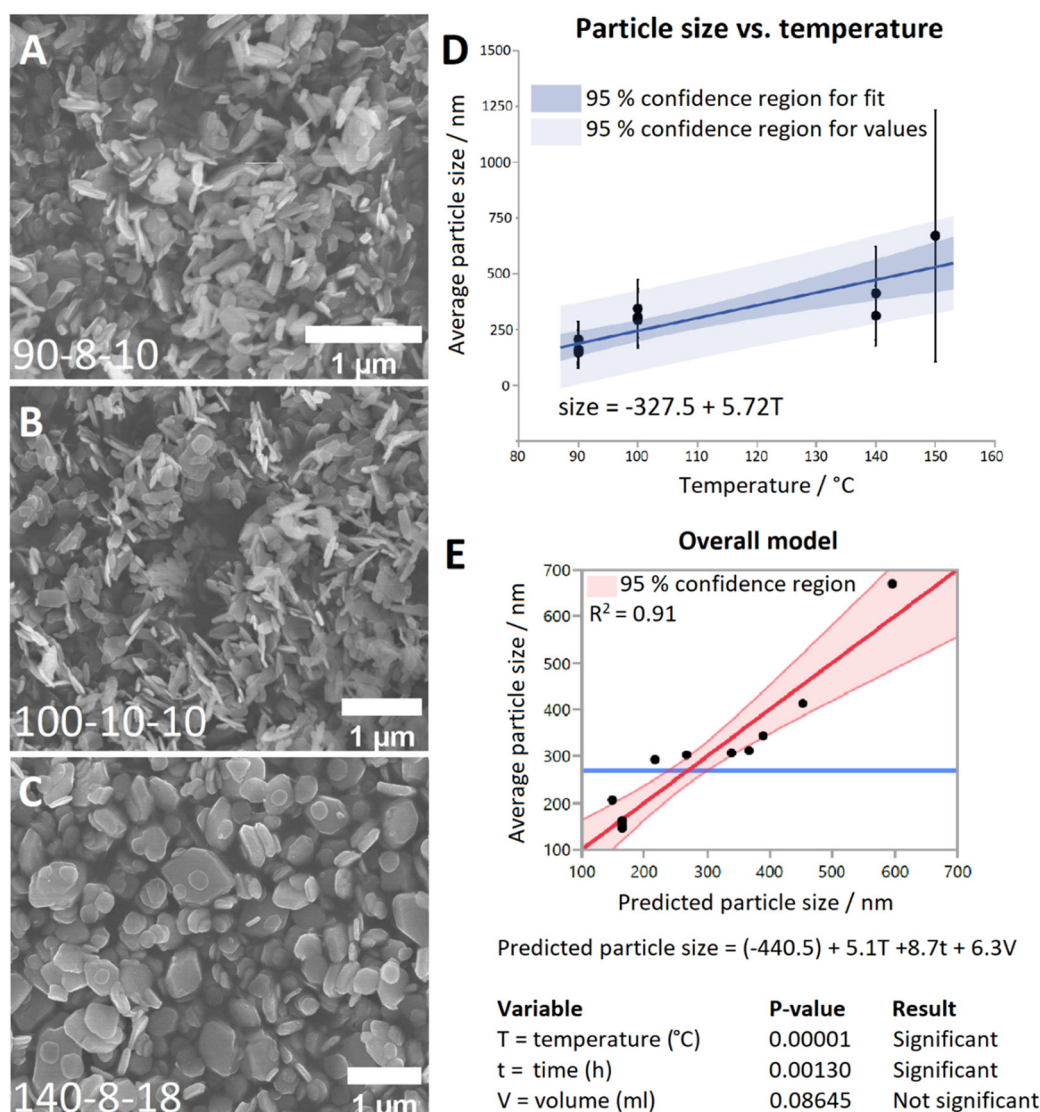 A
1 µm
90-8-10
B
1 µm
100-10-10
C
1 µm
140-8-18
D
Particle size vs. temperature
1500
1250
1000
750
500
250
0
Average particle size / nm
95 % confidence region for fit
95 % confidence region for values
size = -327.5 + 5.72T
80 90 100 110 120 130 140 150 160
Temperature / °C
E
Overall model
700
600
500
400
300
200
100
Average particle size / nm
95 % confidence region
R² = 0.91
100 200 300 400 500 600 700
Predicted particle size / nm
Predicted particle size = (-440.5) + 5.1T +8.7t + 6.3V
Variable P-value Result
T = temperature (°C) 0.00001 Significant
t = time (h) 0.00130 Significant
V = volume (ml) 0.08645 Not significant